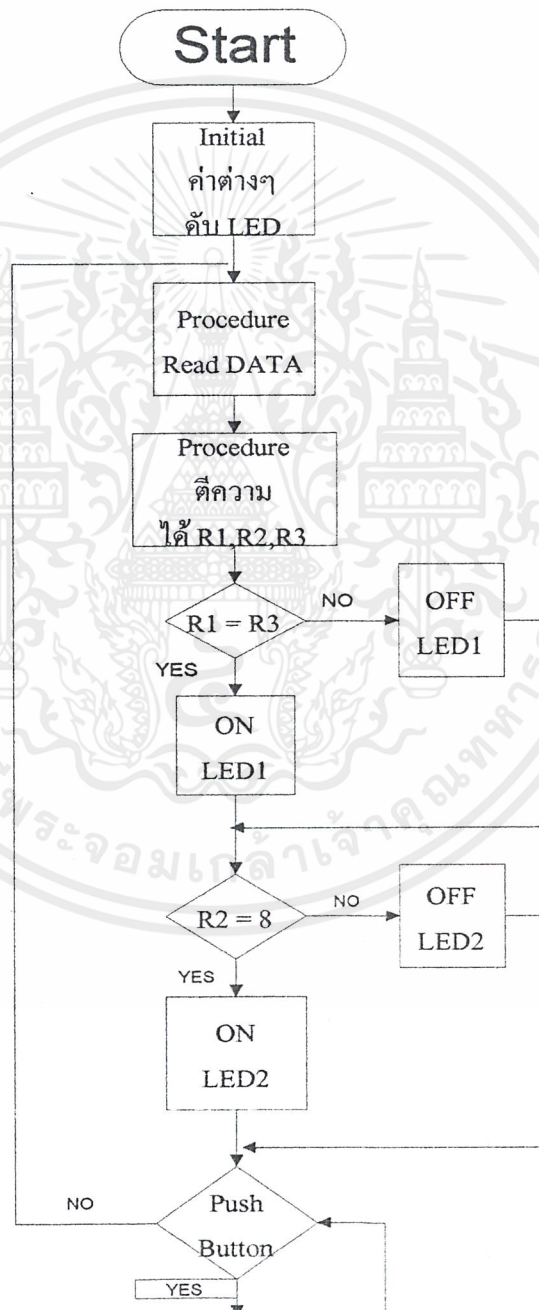 Start
Initial
ค่าต่างๆ
ดับ LED
Procedure
Read DATA
Procedure
ตีความ
ได้ R1,R2,R3
R1 = R3
NO
OFF
LED1
YES
ON
LED1
R2 = 8
NO
OFF
LED2
YES
ON
LED2
Push
Button
NO
YES